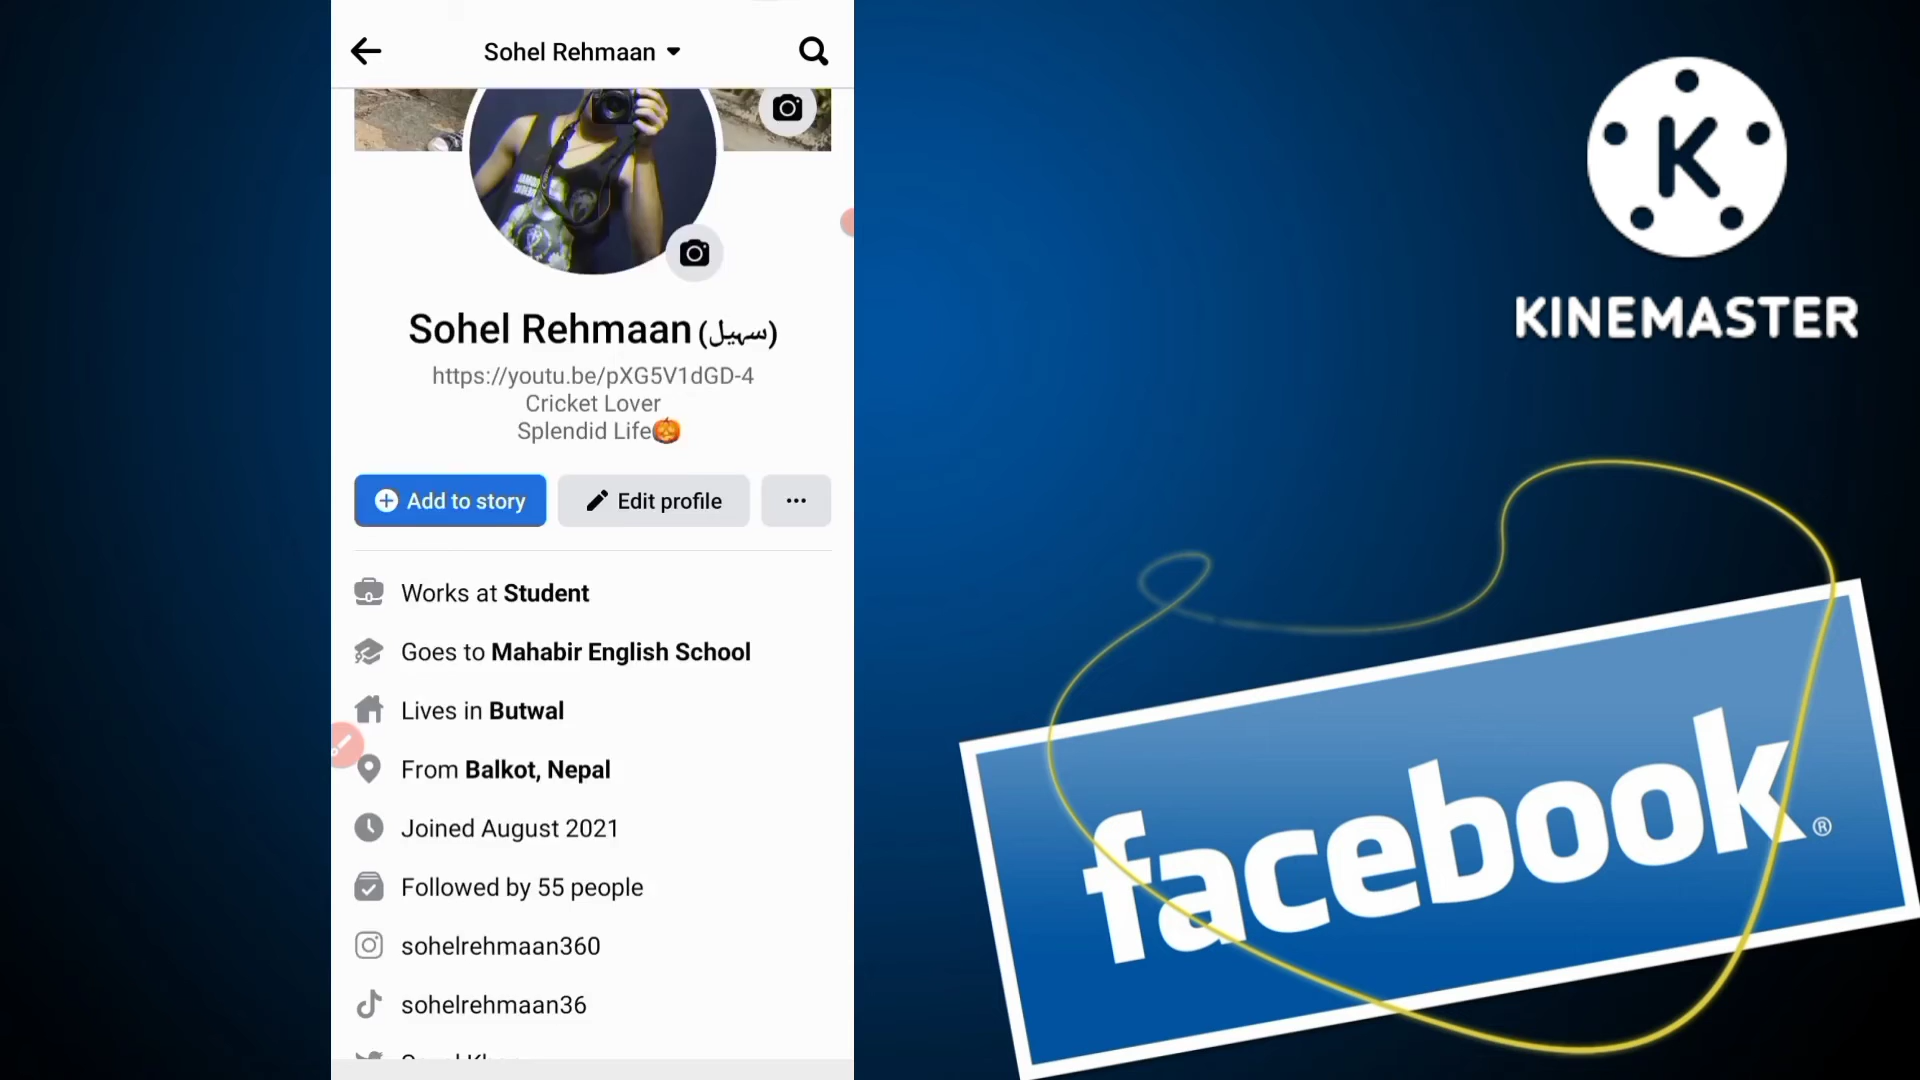 Sohel Rehmaan
Sohel Rehmaan (سہیل)
https://youtu.be/pXG5V1dGD-4
Cricket Lover
Splendid Life🎃
Add to story
Edit profile
Works at Student
Goes to Mahabir English School
Lives in Butwal
From Balkot, Nepal
Joined August 2021
Followed by 55 people
sohelrehmaan360
sohelrehmaan36
K
KINEMASTER
facebook®